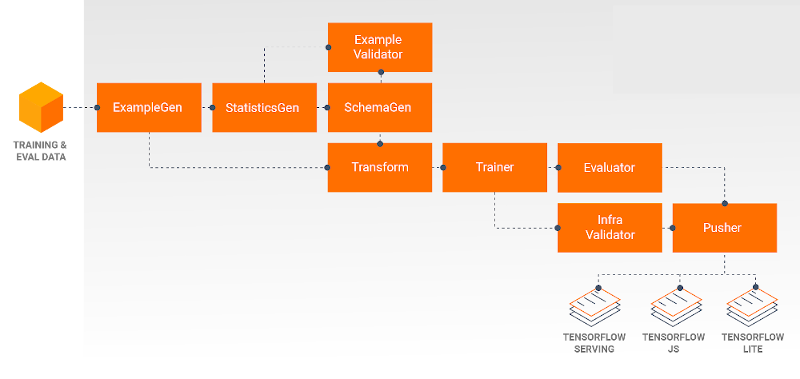 Example
Validator
ExampleGen
StatisticsGen
SchemaGen
TRAINING &
EVAL DATA
Transform
Trainer
Evaluator
Infra
Validator
Pusher
TENSORFLOW
SERVING
TENSORFLOW
JS
TENSORFLOW
LITE